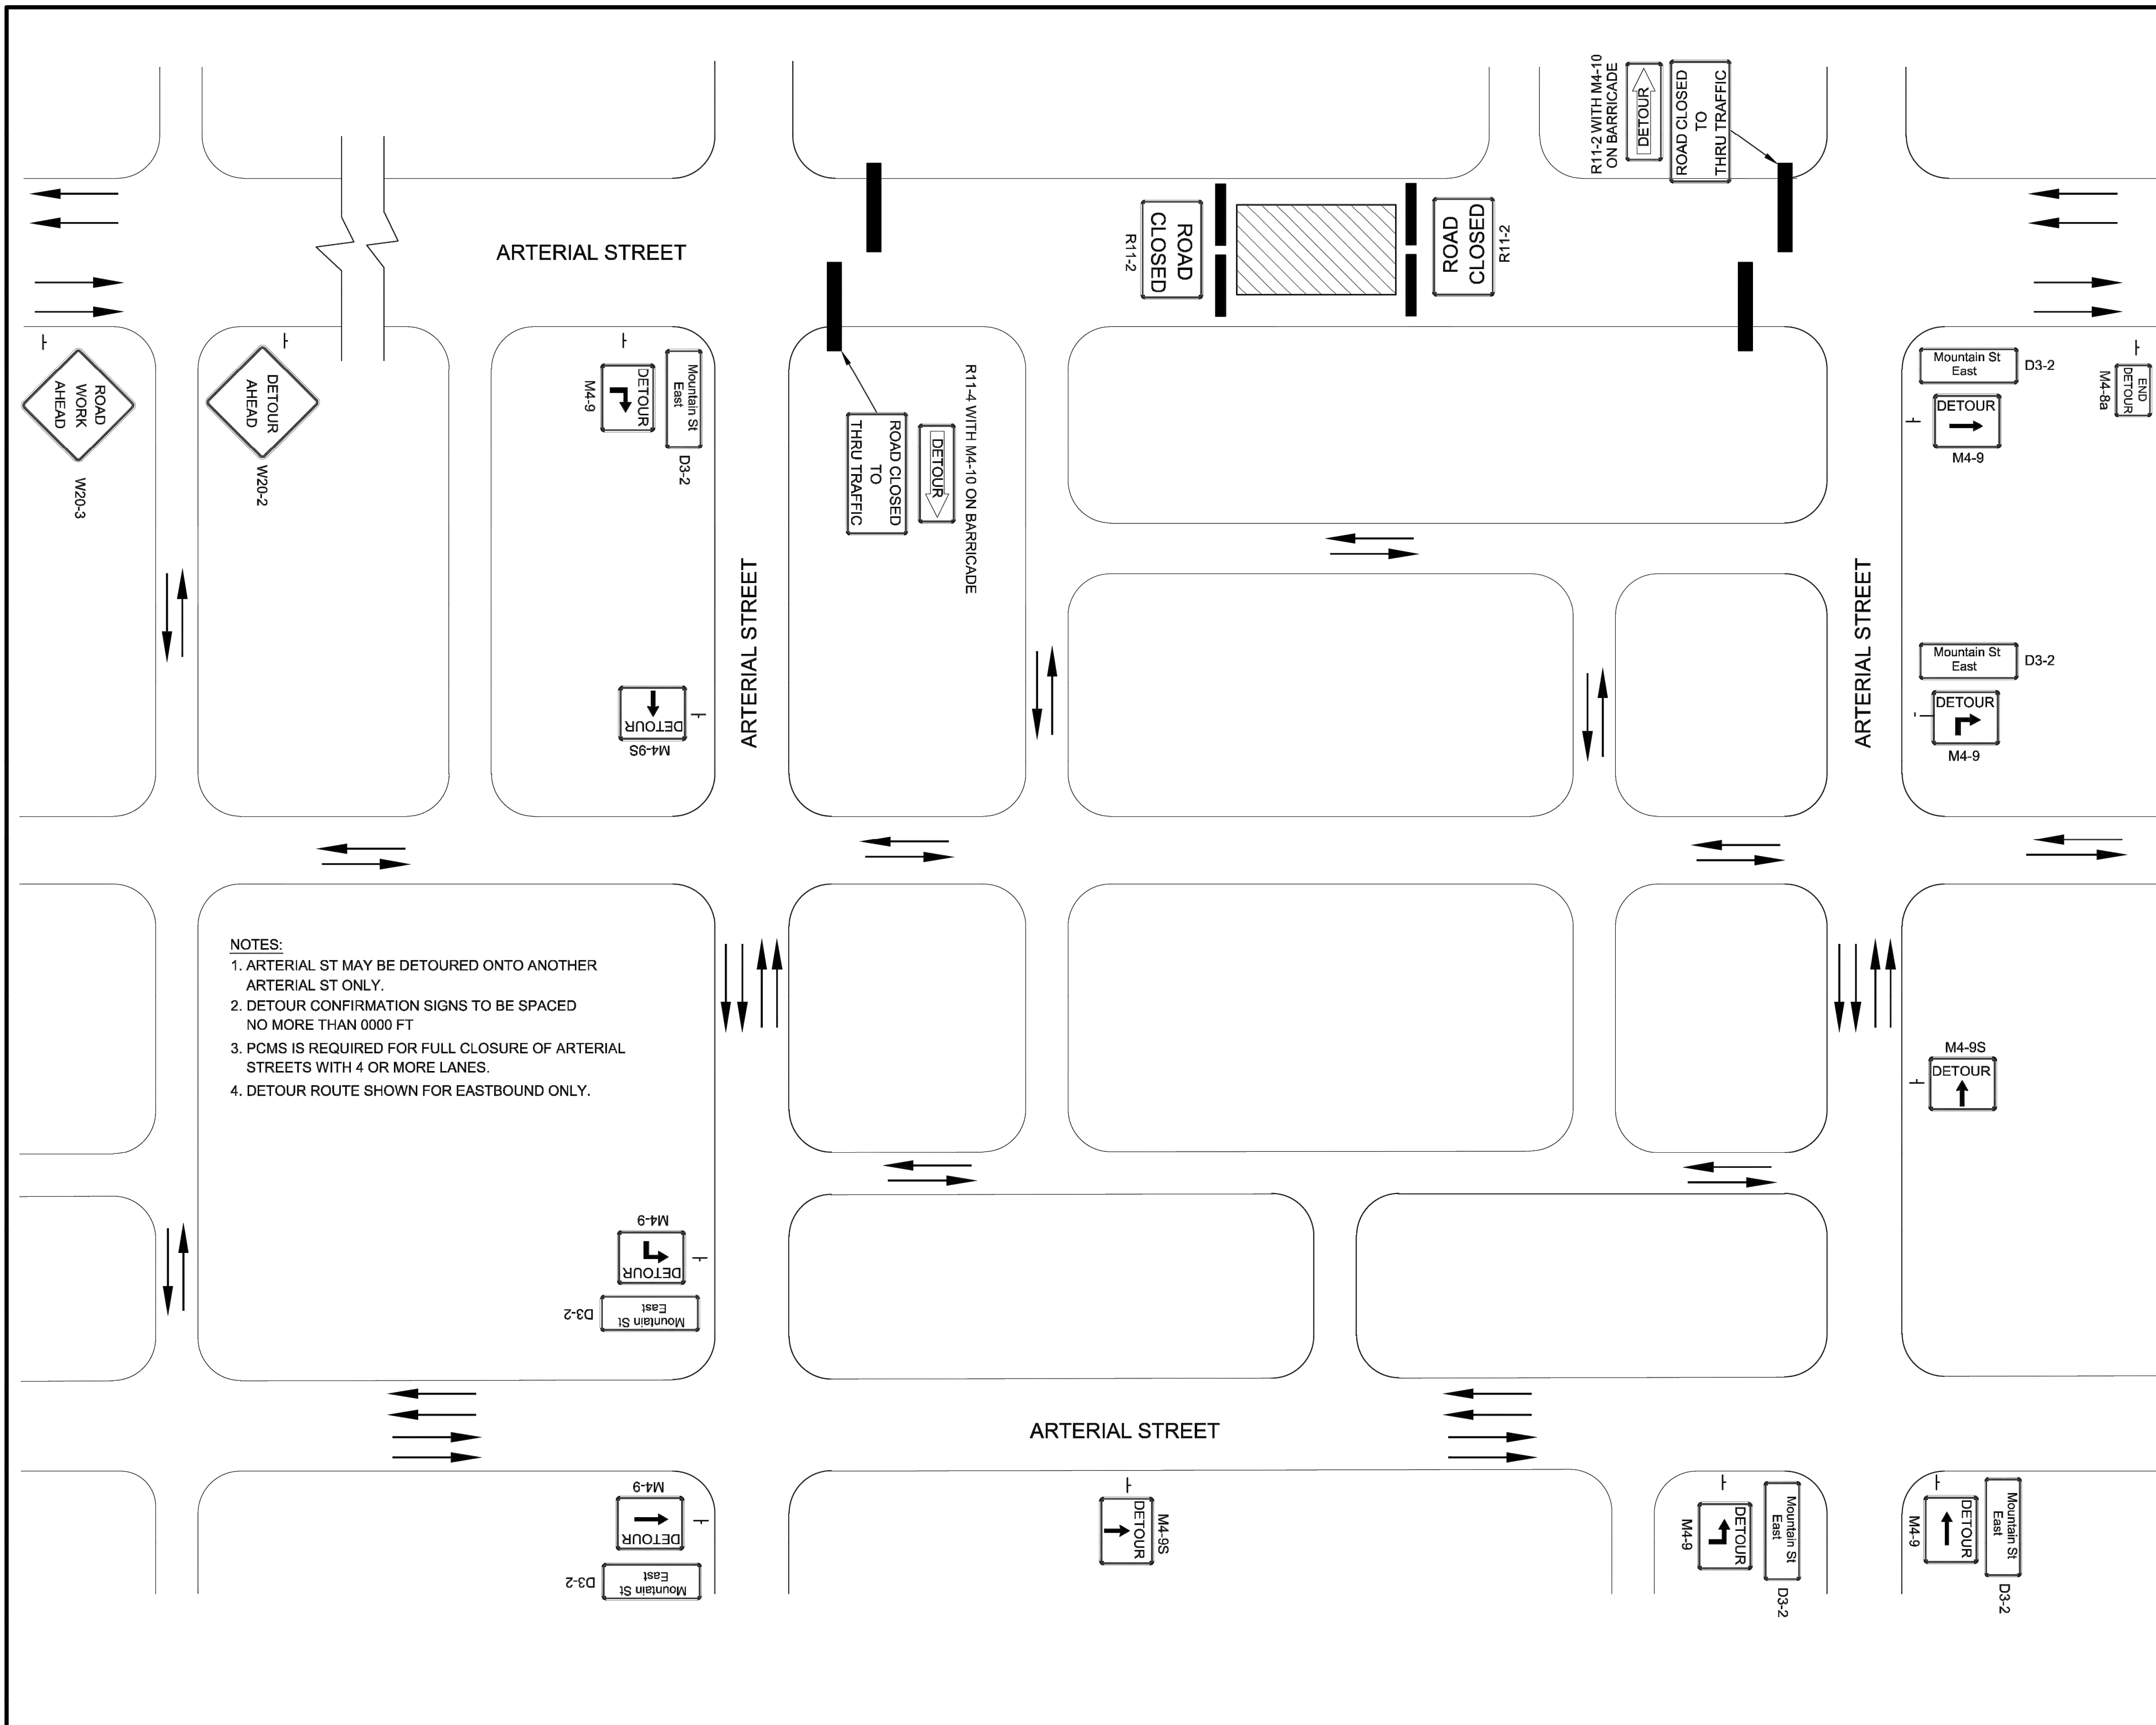 R11-2 WITH M4-10
ON BARRICADE
DETOUR
ROAD CLOSED
TO
THRU TRAFFIC
ARTERIAL STREET
ROAD
CLOSED
R11-2
ROAD
CLOSED
R11-2
ROAD
WORK
AHEAD
W20-3
DETOUR
AHEAD
W20-2
Mountain St
East
D3-2
DETOUR
M4-9
R11-4 WITH M4-10 ON BARRICADE
DETOUR
ROAD CLOSED
TO
THRU TRAFFIC
Mountain St
East
D3-2
DETOUR
M4-9
END
DETOUR
M4-8a
ARTERIAL STREET
ARTERIAL STREET
DETOUR
M4-9S
Mountain St
East
D3-2
DETOUR
M4-9
NOTES:
1. ARTERIAL ST MAY BE DETOURED ONTO ANOTHER
ARTERIAL ST ONLY.
2. DETOUR CONFIRMATION SIGNS TO BE SPACED
NO MORE THAN 0000 FT
3. PCMS IS REQUIRED FOR FULL CLOSURE OF ARTERIAL
STREETS WITH 4 OR MORE LANES.
4. DETOUR ROUTE SHOWN FOR EASTBOUND ONLY.
M4-9S
DETOUR
M4-9
DETOUR
Mountain St
East
D3-2
ARTERIAL STREET
M4-9
DETOUR
Mountain St
East
D3-2
DETOUR
M4-9S
Mountain St
East
D3-2
DETOUR
M4-9
Mountain St
East
D3-2
DETOUR
M4-9